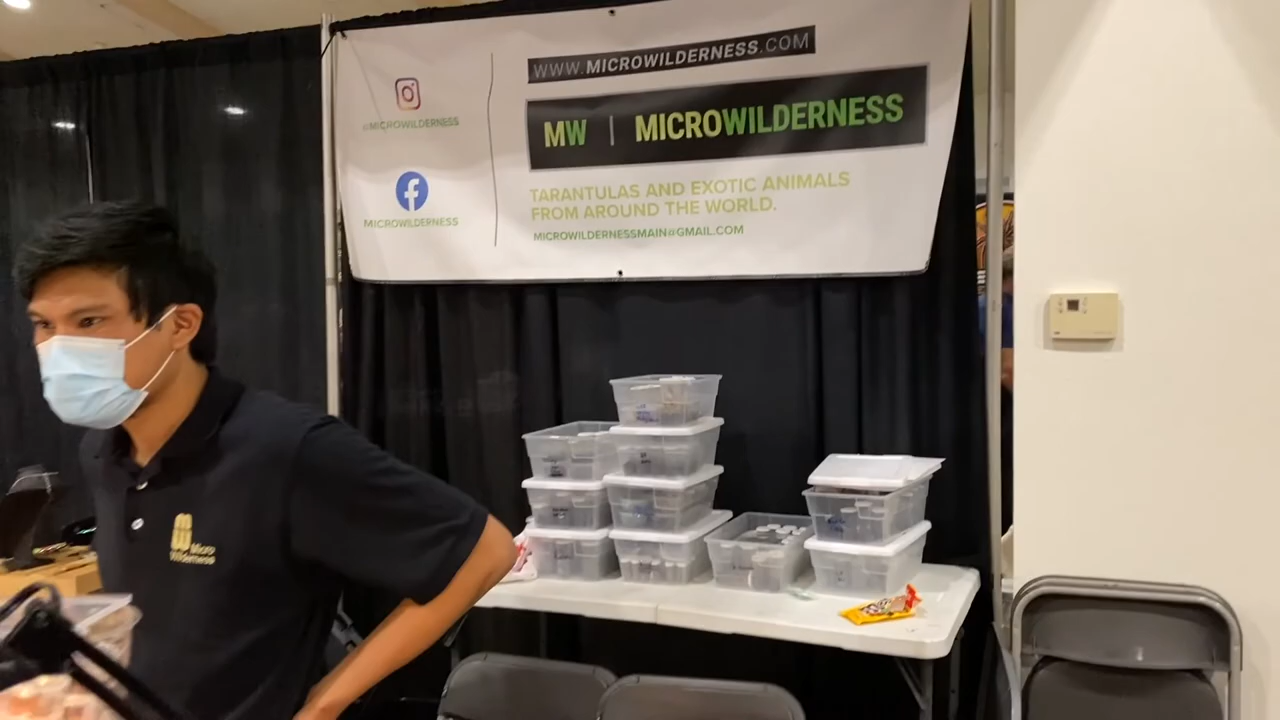 WWW.MICROWILDERNESS.COM
MW | MICROWILDERNESS
TARANTULAS AND EXOTIC ANIMALS
FROM AROUND THE WORLD.
MICROWILDERNESSMAIN@GMAIL.COM
@MICROWILDERNESS
MICROWILDERNESS
Micro
Wilderness